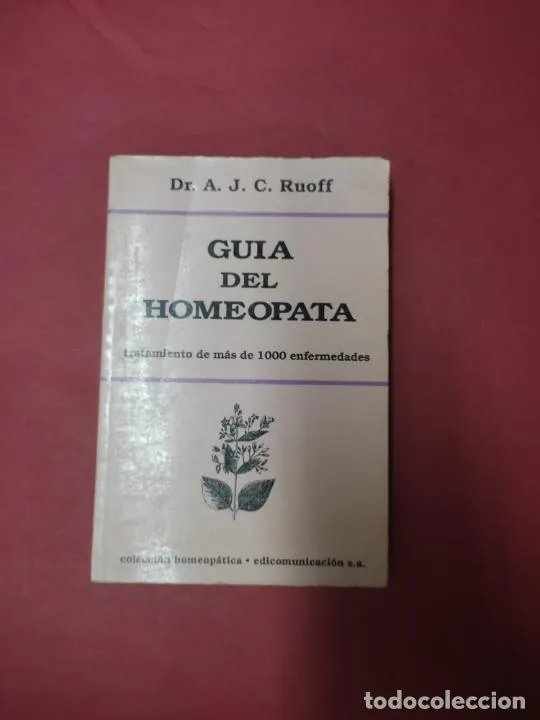 Dr. A. J. C. Ruoff
GUIA
DEL
HOMEOPATA
tratamiento de más de 1000 enfermedades
colección homeopática • edicomunicación s.a.
todocoleccion